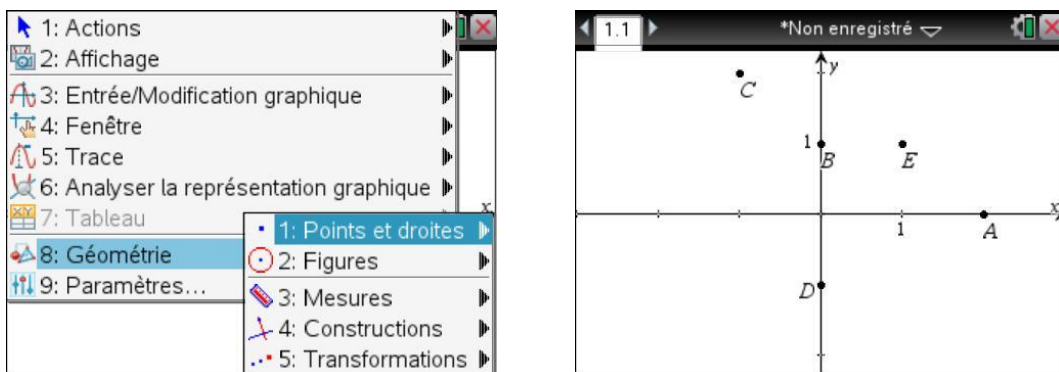 1: Actions
2: Affichage
3: Entrée/Modification graphique
4: Fenêtre
5: Trace
6: Analyser la représentation graphique
7: Tableau
8: Géométrie
9: Paramètres...
1: Points et droites
2: Figures
3: Mesures
4: Constructions
5: Transformations
x
1.1
*Non enregistré
y
C
1
B
E
x
1
A
D